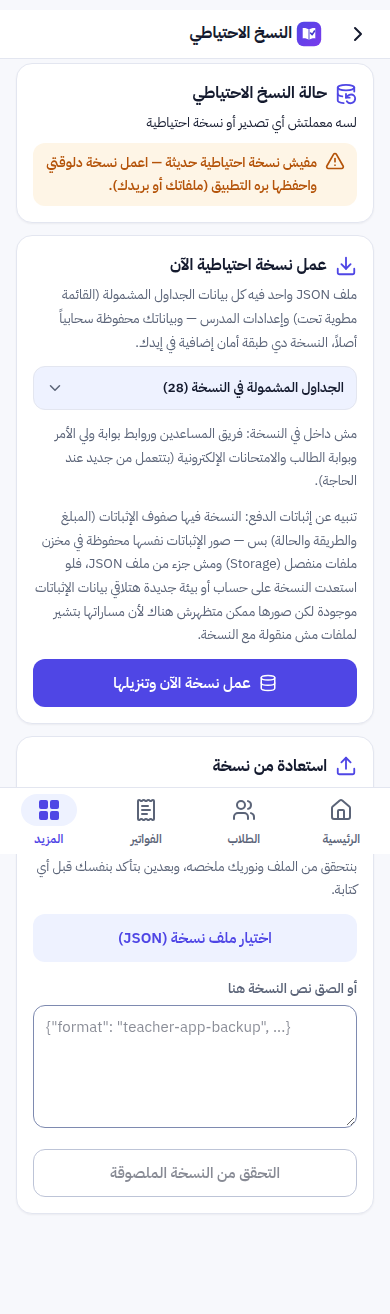 النسخ الاحتياطي
حالة النسخ الاحتياطي
لسه معملتش أي تصدير أو نسخة احتياطية
مفيش نسخة احتياطية حديثة — اعمل نسخة دلوقتي
واحفظها بره التطبيق (ملفاتك أو بريدك).
عمل نسخة احتياطية الآن
ملف JSON واحد فيه كل بيانات الجداول المشمولة (القائمة
مطوية تحت) وإعدادات المدرس — وبياناتك محفوظة سحابياً
أصلاً، النسخة دي طبقة أمان إضافية في إيدك.
الجداول المشمولة في النسخة (28)
مش داخل في النسخة: فريق المساعدين وروابط بوابة ولي الأمر
وبوابة الطالب والامتحانات الإلكترونية (بتتعمل من جديد عند
الحاجة).
تنبيه عن إثباتات الدفع: النسخة فيها صفوف الإثباتات (المبلغ
والطريقة والحالة) بس — صور الإثباتات نفسها محفوظة في مخزن
ملفات منفصل (Storage) ومش جزء من ملف JSON، فلو
استعدت النسخة على حساب أو بيئة جديدة هتلاقي بيانات الإثباتات
موجودة لكن صورها ممكن متظهرش هناك لأن مساراتها بتشير
لملفات مش منقولة مع النسخة.
عمل نسخة الآن وتنزيلها
استعادة من نسخة
الرئيسية
الطلاب
الفواتير
المزيد
بنتحقق من الملف ونوريك ملخصه، وبعدين بتأكد بنفسك قبل أي
كتابة.
اختيار ملف نسخة (JSON)
أو الصق نص النسخة هنا
{"format": "teacher-app-backup", ...}
التحقق من النسخة الملصوقة